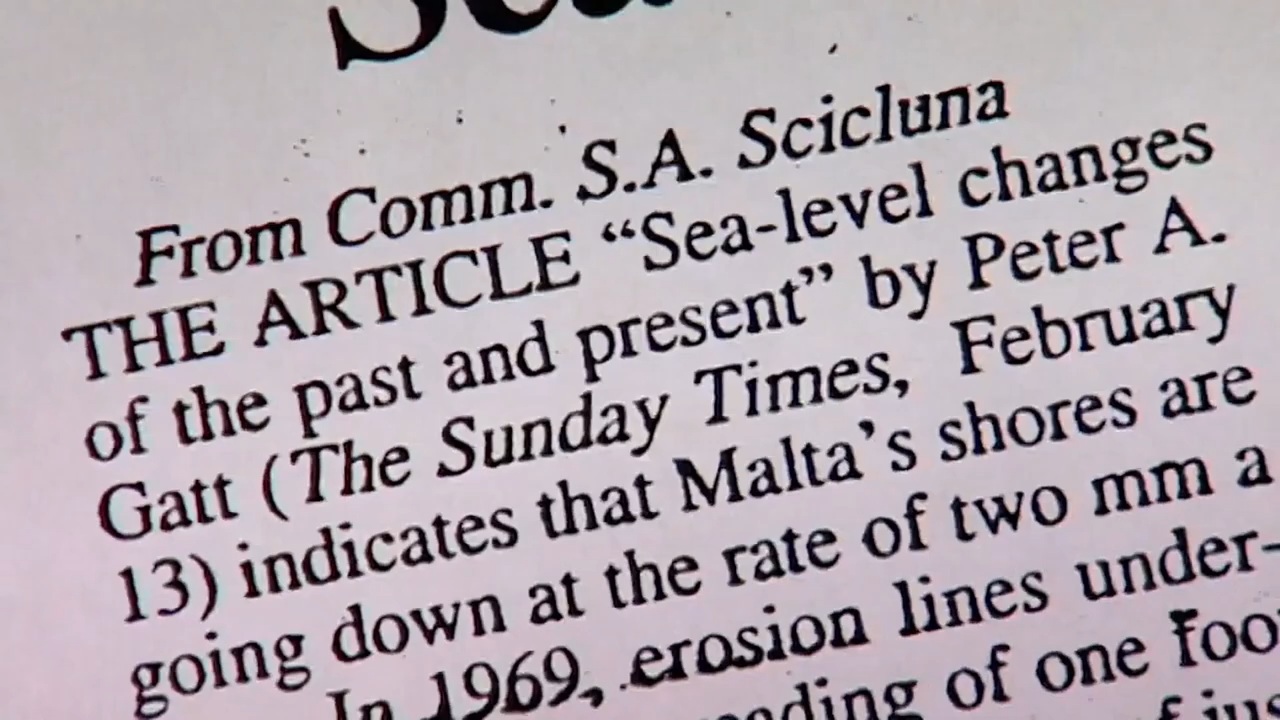 From Comm. S.A. Scicluna
THE ARTICLE “Sea-level changes
of the past and present” by Peter A.
Gatt (The Sunday Times, February
13) indicates that Malta’s shores are
going down at the rate of two mm a
In 1969, erosion lines under-
of one